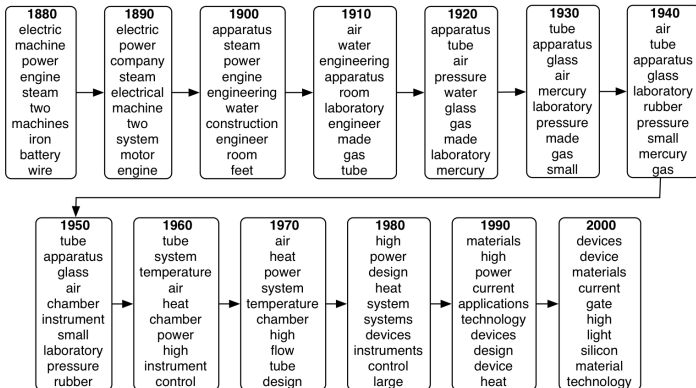 1880
electric
machine
power
engine
steam
two
machines
iron
battery
wire
1890
electric
power
company
steam
electrical
machine
two
system
motor
engine
1900
apparatus
steam
power
engine
engineering
water
construction
engineer
room
feet
1910
air
water
engineering
apparatus
room
laboratory
engineer
made
gas
tube
1920
apparatus
tube
air
pressure
water
glass
gas
made
laboratory
mercury
1930
tube
apparatus
glass
air
mercury
laboratory
pressure
made
gas
small
1940
air
tube
apparatus
glass
laboratory
rubber
pressure
small
mercury
gas
1950
tube
apparatus
glass
air
chamber
instrument
small
laboratory
pressure
rubber
1960
tube
system
temperature
air
heat
chamber
power
high
instrument
control
1970
air
heat
power
system
temperature
chamber
high
flow
tube
design
1980
high
power
design
heat
system
systems
devices
instruments
control
large
1990
materials
high
power
current
applications
technology
devices
design
device
heat
2000
devices
device
materials
current
gate
high
light
silicon
material
technology